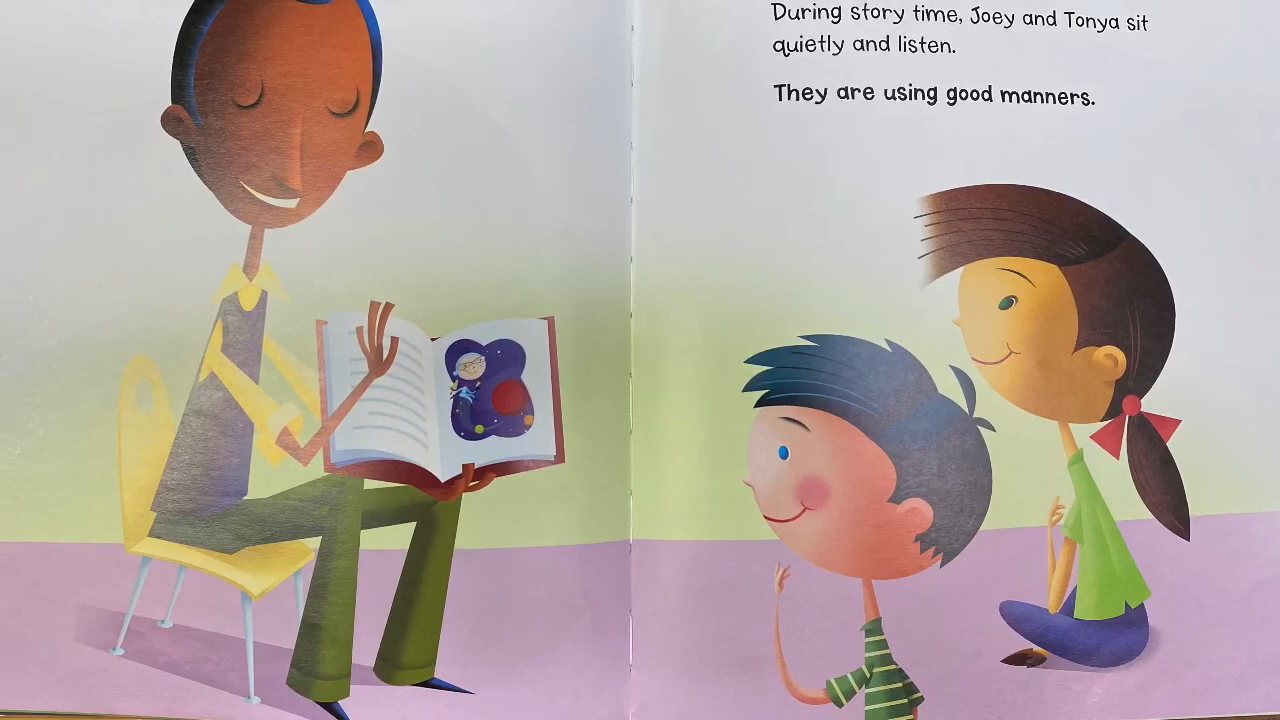 During story time, Joey and Tonya sit
quietly and listen.
They are using good manners.